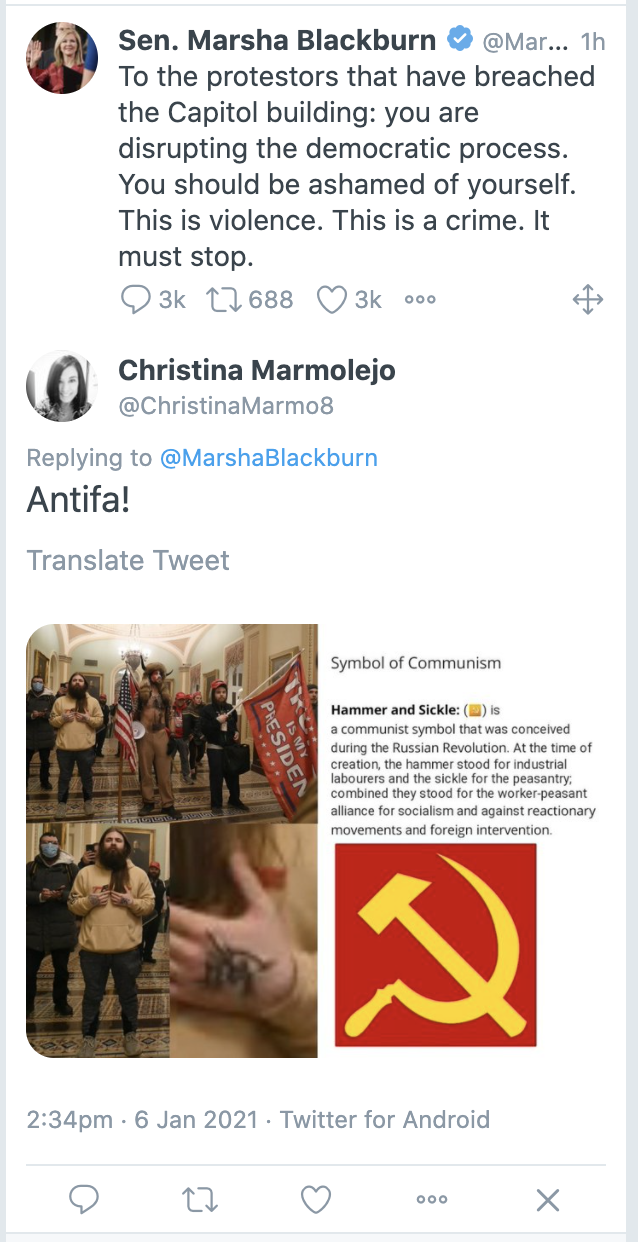 Sen. Marsha Blackburn @Mar... 1h
To the protestors that have breached
the Capitol building: you are
disrupting the democratic process.
You should be ashamed of yourself.
This is violence. This is a crime. It
must stop.
3k 688 3k
Christina Marmolejo
@ChristinaMarmo8
Replying to @MarshaBlackburn
Antifa!
Translate Tweet
IS MY
PRESIDEN
Symbol of Communism
Hammer and Sickle: () is
a communist symbol that was conceived
during the Russian Revolution. At the time of
creation, the hammer stood for industrial
labourers and the sickle for the peasantry;
combined they stood for the worker-peasant
alliance for socialism and against reactionary
movements and foreign intervention.
2:34pm · 6 Jan 2021 · Twitter for Android